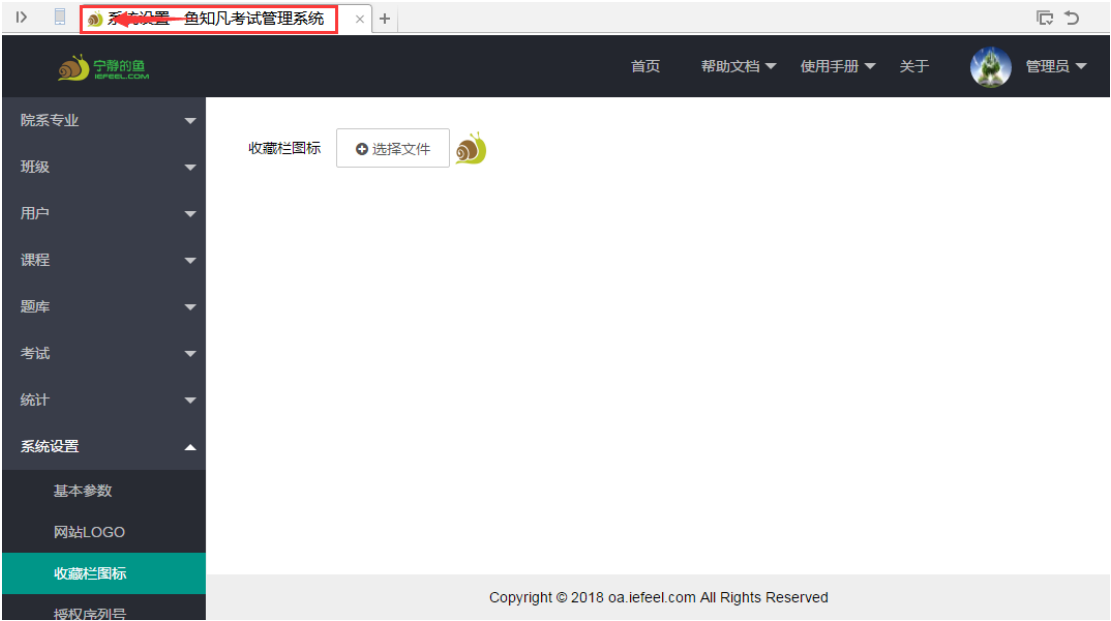 系统设置 - 鱼知凡考试管理系统
宁静的鱼
IEFEEL.COM
首页 帮助文档 使用手册 关于 管理员
院系专业
班级
用户
课程
题库
考试
统计
系统设置
基本参数
网站LOGO
收藏栏图标
授权序列号
收藏栏图标 选择文件
Copyright © 2018 oa.iefeel.com All Rights Reserved